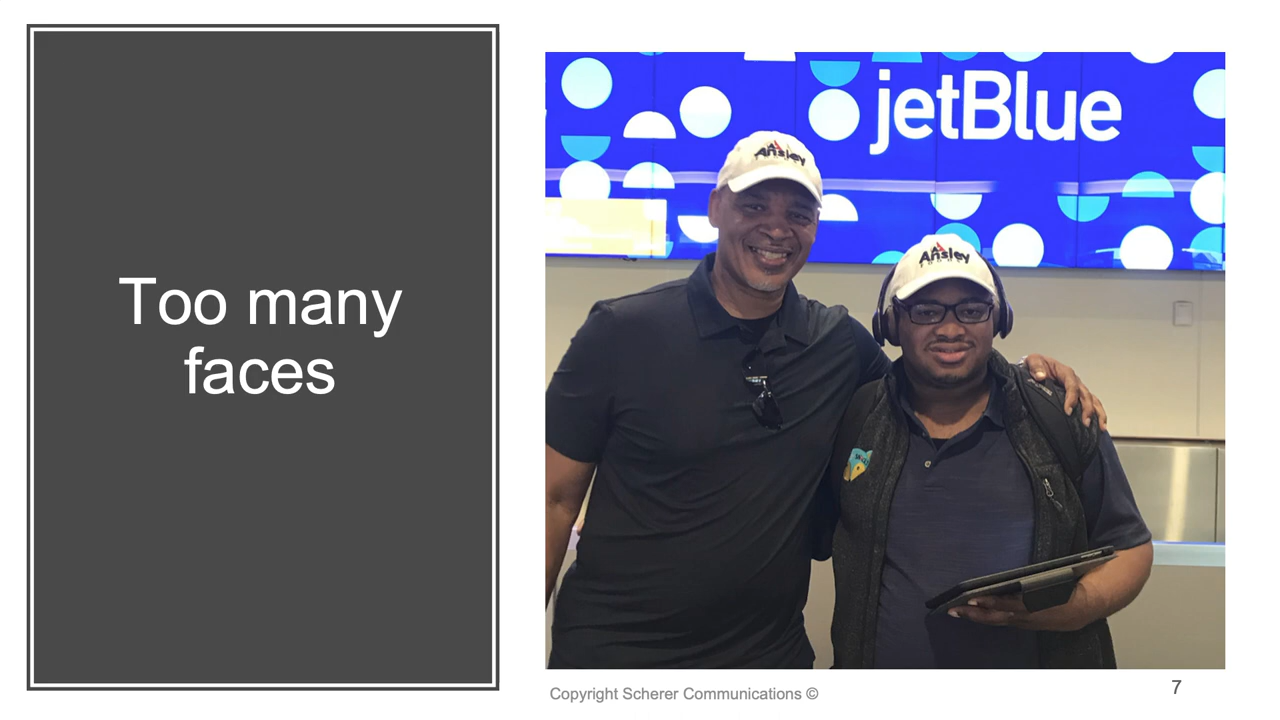 Too many
faces
jetBlue
Ansley
Ansley
Copyright Scherer Communications ©
7